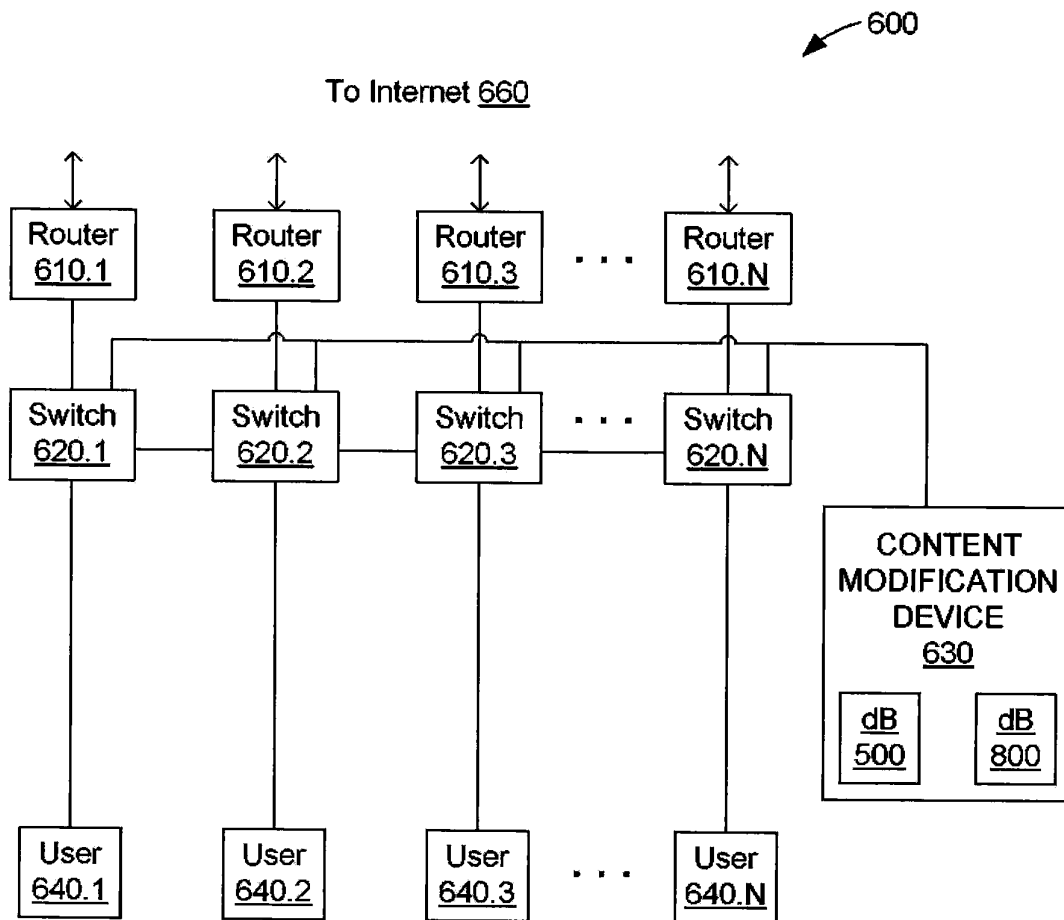 600
To Internet 660
Router
610.1
Router
610.2
Router
610.3
. . .
Router
610.N
Switch
620.1
Switch
620.2
Switch
620.3
. . .
Switch
620.N
CONTENT
MODIFICATION
DEVICE
630
dB
500
dB
800
User
640.1
User
640.2
User
640.3
. . .
User
640.N